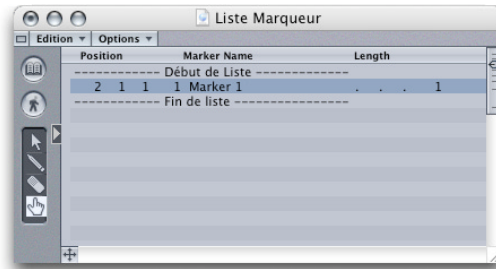 Liste Marqueur
Edition Options
Position Marker Name Length
------------ Début de Liste -------------
2 1 1 1 Marker 1 . . . 1
------------ Fin de liste ----------------